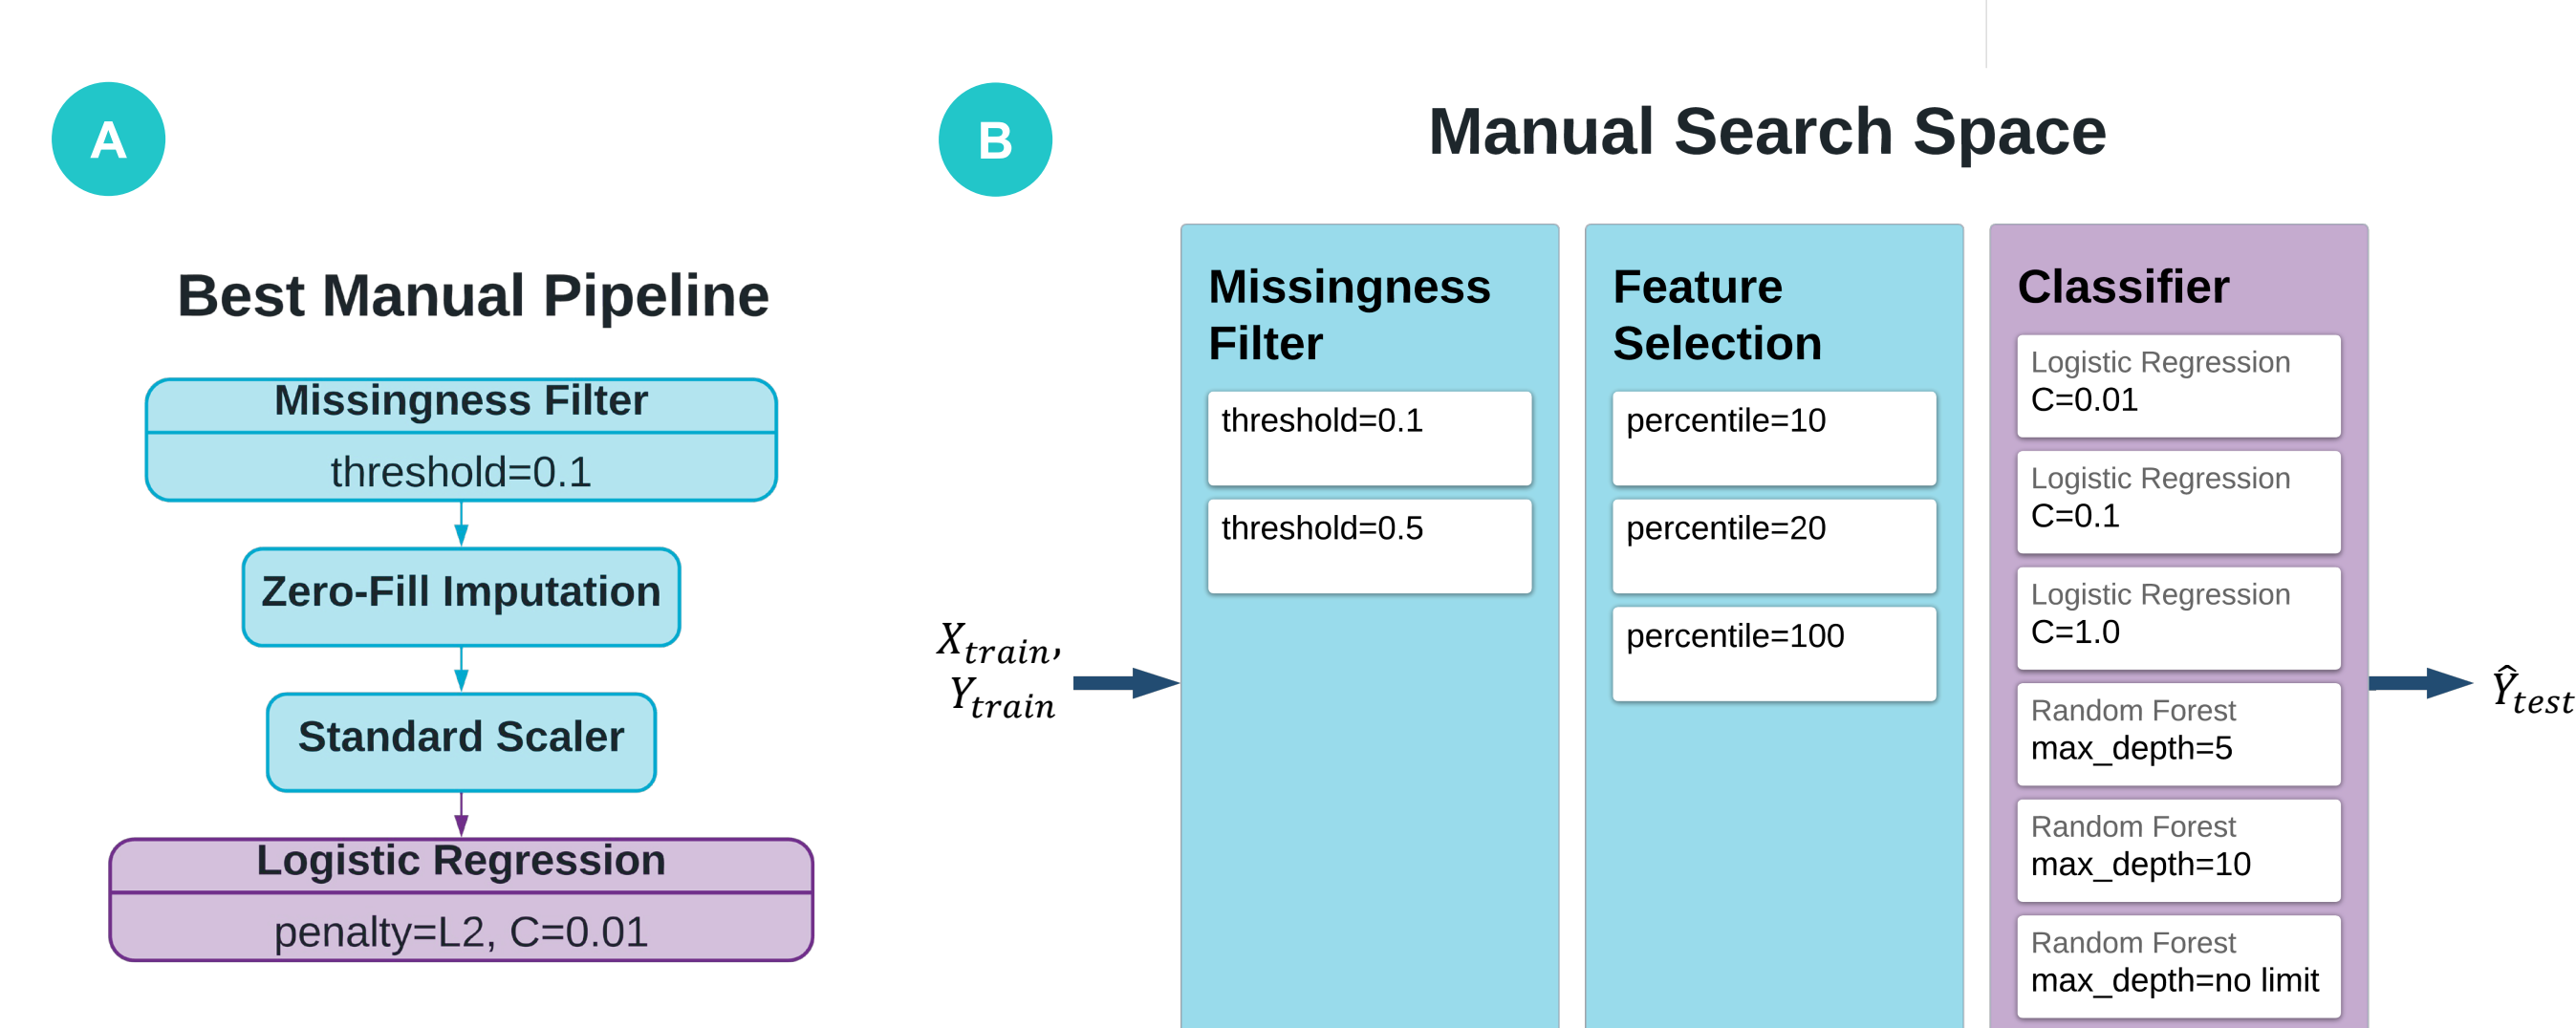 A
Best Manual Pipeline
Missingness Filter
threshold=0.1
Zero-Fill Imputation
Standard Scaler
Logistic Regression
penalty=L2, C=0.01
B
Manual Search Space
X_train,
Y_train
Missingness
Filter
threshold=0.1
threshold=0.5
Feature
Selection
percentile=10
percentile=20
percentile=100
Classifier
Logistic Regression
C=0.01
Logistic Regression
C=0.1
Logistic Regression
C=1.0
Random Forest
max_depth=5
Random Forest
max_depth=10
Random Forest
max_depth=no limit
Ŷ_test